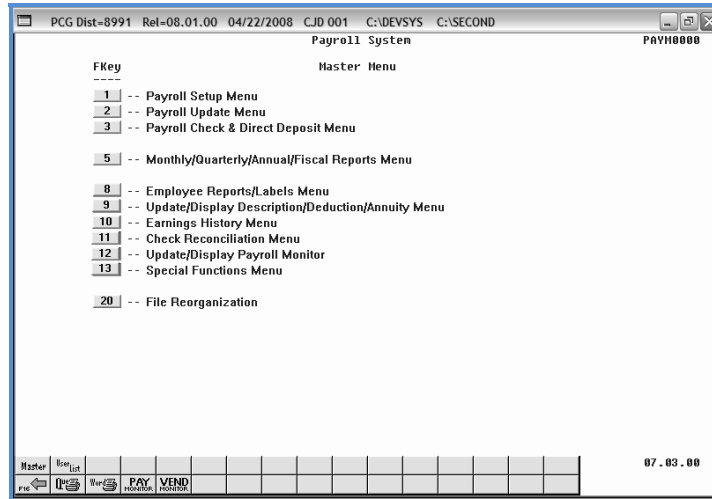 PCG Dist=8991 Rel=08.01.00 04/22/2008 CJD 001 C:\DEVSYS C:\SECOND
Payroll System PAYM0000
FKey Master Menu
----
1 -- Payroll Setup Menu
2 -- Payroll Update Menu
3 -- Payroll Check & Direct Deposit Menu
5 -- Monthly/Quarterly/Annual/Fiscal Reports Menu
8 -- Employee Reports/Labels Menu
9 -- Update/Display Description/Deduction/Annuity Menu
10 -- Earnings History Menu
11 -- Check Reconciliation Menu
12 -- Update/Display Payroll Monitor
13 -- Special Functions Menu
20 -- File Reorganization
Master User List 07.03.00
F16 Que Word PAY MONITOR VEND MONITOR